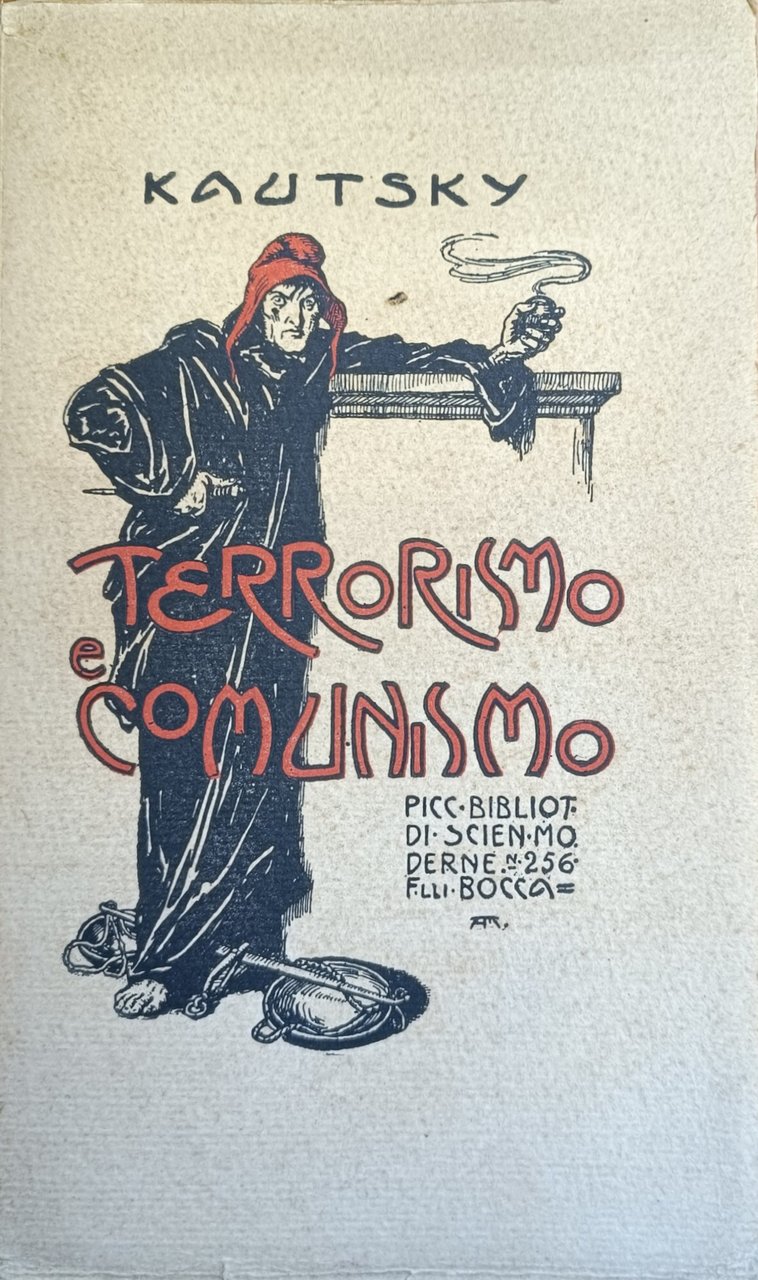 KAUTSKY
TERRORISMO
e
COMUNISMO
PICC·BIBLIOT·
DI·SCIEN·MO
DERNE·N·256·
F.LLI·BOCCA=